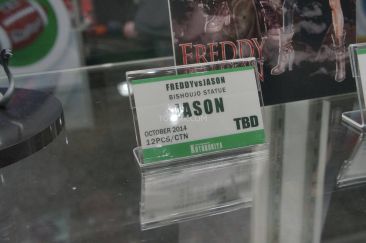 FREDDY
FREDDYvsJASON
BISHOUJO STATUE
JASON
OCTOBER 2014
TBD
12PCS/CTN
KOTOBUKIYA